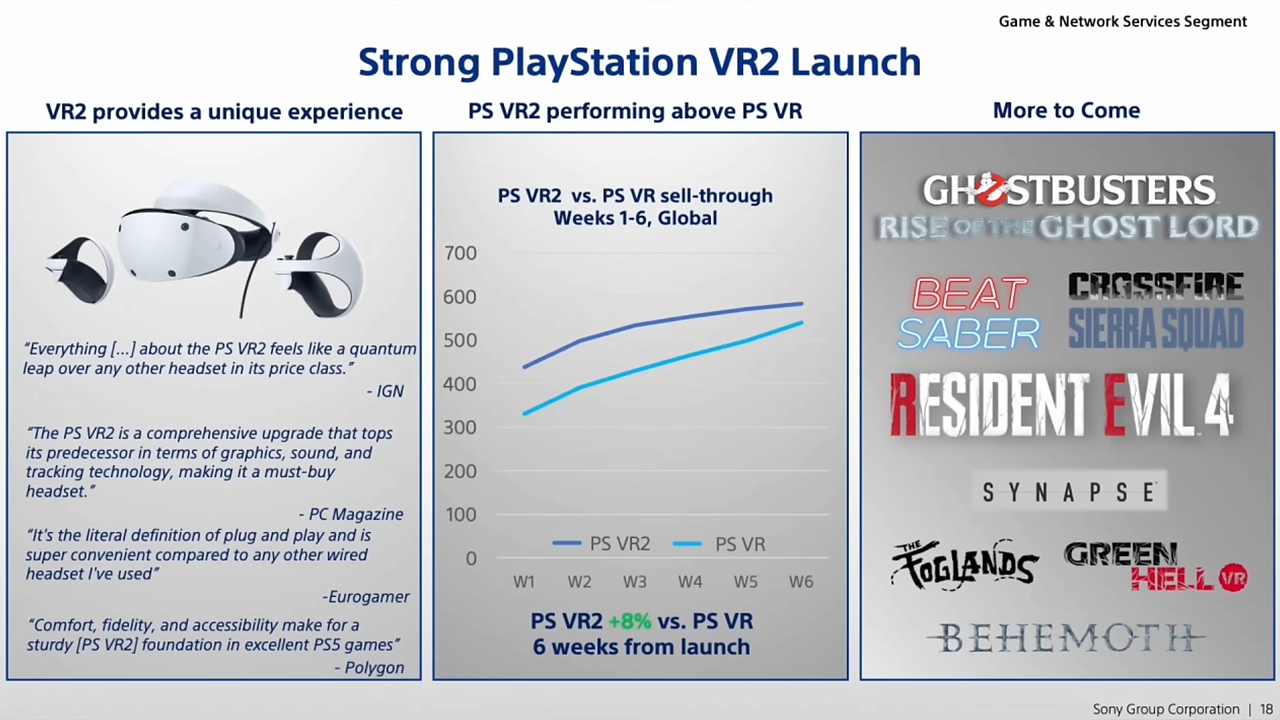 Game & Network Services Segment
Strong PlayStation VR2 Launch
VR2 provides a unique experience
“Everything [...] about the PS VR2 feels like a quantum
leap over any other headset in its price class.”
- IGN
“The PS VR2 is a comprehensive upgrade that tops
its predecessor in terms of graphics, sound, and
tracking technology, making it a must-buy
headset.”
- PC Magazine
“It's the literal definition of plug and play and is
super convenient compared to any other wired
headset I've used”
-Eurogamer
“Comfort, fidelity, and accessibility make for a
sturdy [PS VR2] foundation in excellent PS5 games”
- Polygon
PS VR2 performing above PS VR
PS VR2 vs. PS VR sell-through
Weeks 1-6, Global
700
600
500
400
300
200
100
0
PS VR2 PS VR
W1 W2 W3 W4 W5 W6
PS VR2 +8% vs. PS VR
6 weeks from launch
More to Come
GHOSTBUSTERS
RISE OF THE GHOST LORD
BEAT
SABER
CROSSFIRE
SIERRA SQUAD
RESIDENT EVIL 4
SYNAPSE
THE
FOGLANDS
GREEN
HELL VR
BEHEMOTH
Sony Group Corporation | 18